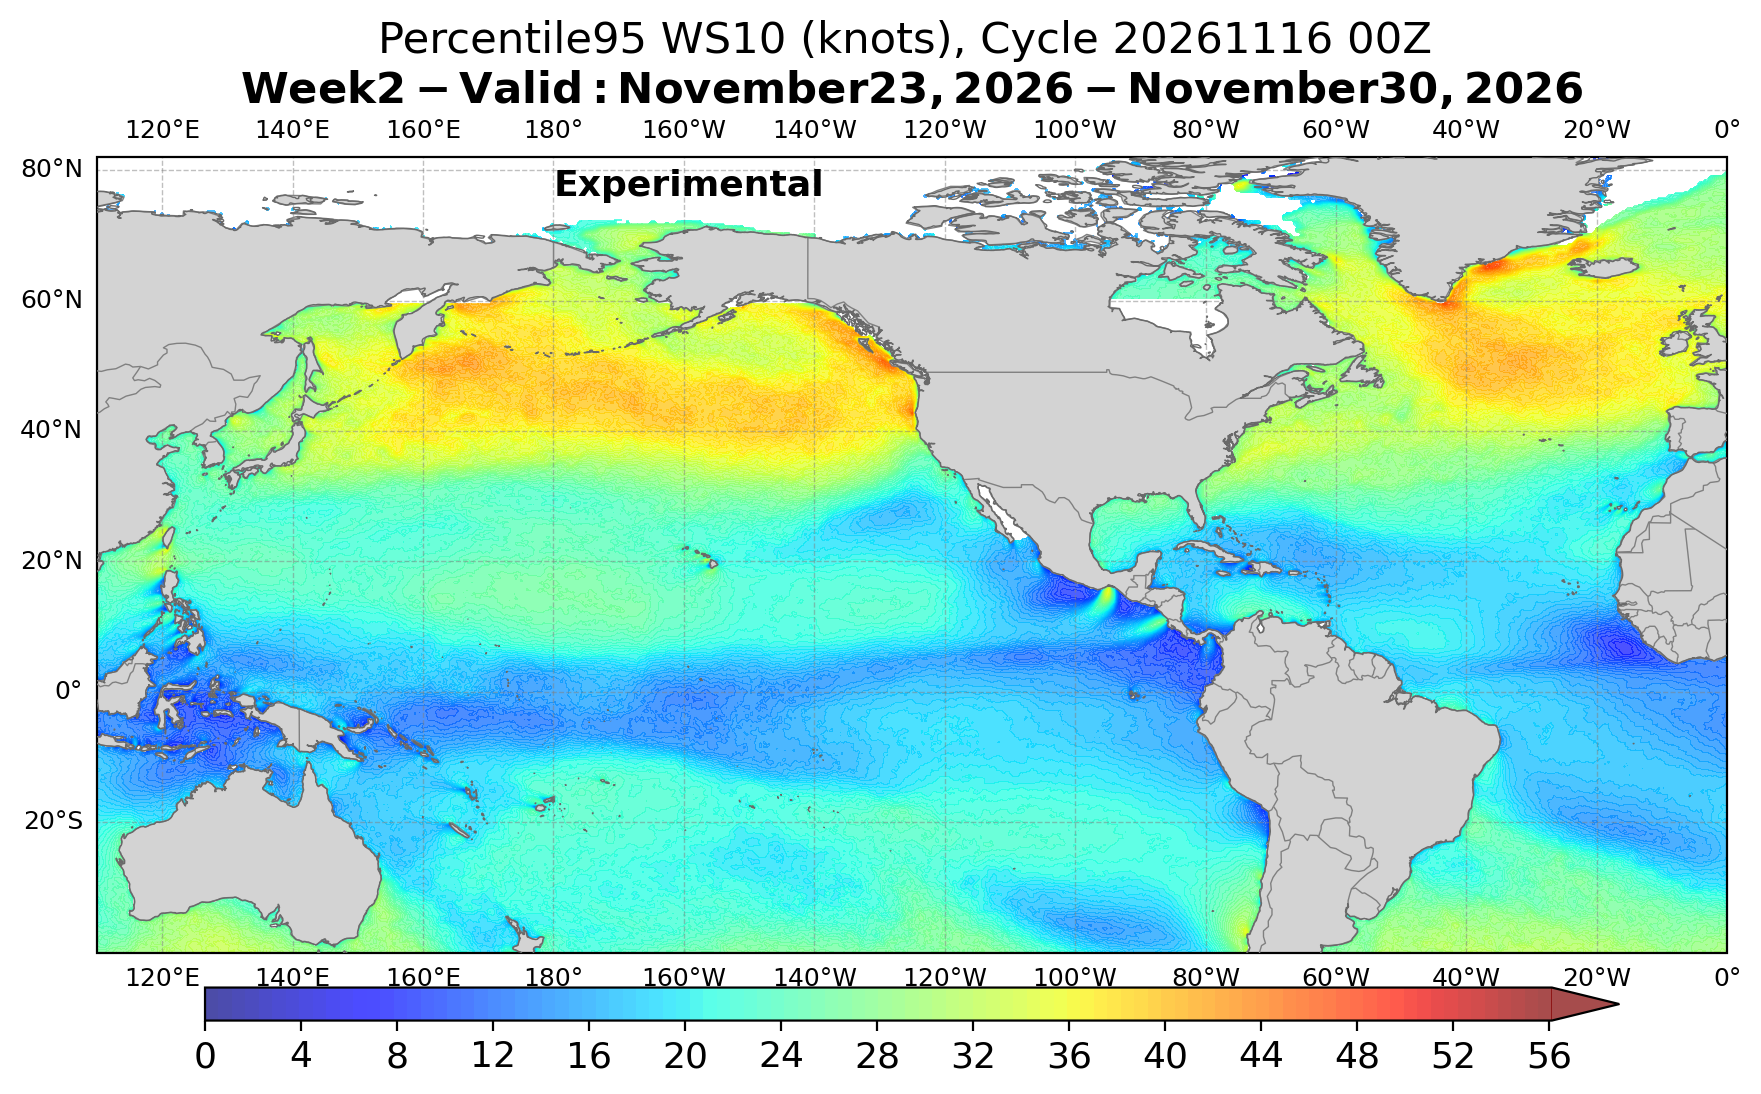 Percentile95 WS10 (knots), Cycle 20261116 00Z
Week2 − Valid : November23, 2026 − November30, 2026
120°E 140°E 160°E 180° 160°W 140°W 120°W 100°W 80°W 60°W 40°W 20°W 0°
80°N
Experimental
60°N
40°N
20°N
0°
20°S
120°E 140°E 160°E 180° 160°W 140°W 120°W 100°W 80°W 60°W 40°W 20°W 0°
0 4 8 12 16 20 24 28 32 36 40 44 48 52 56